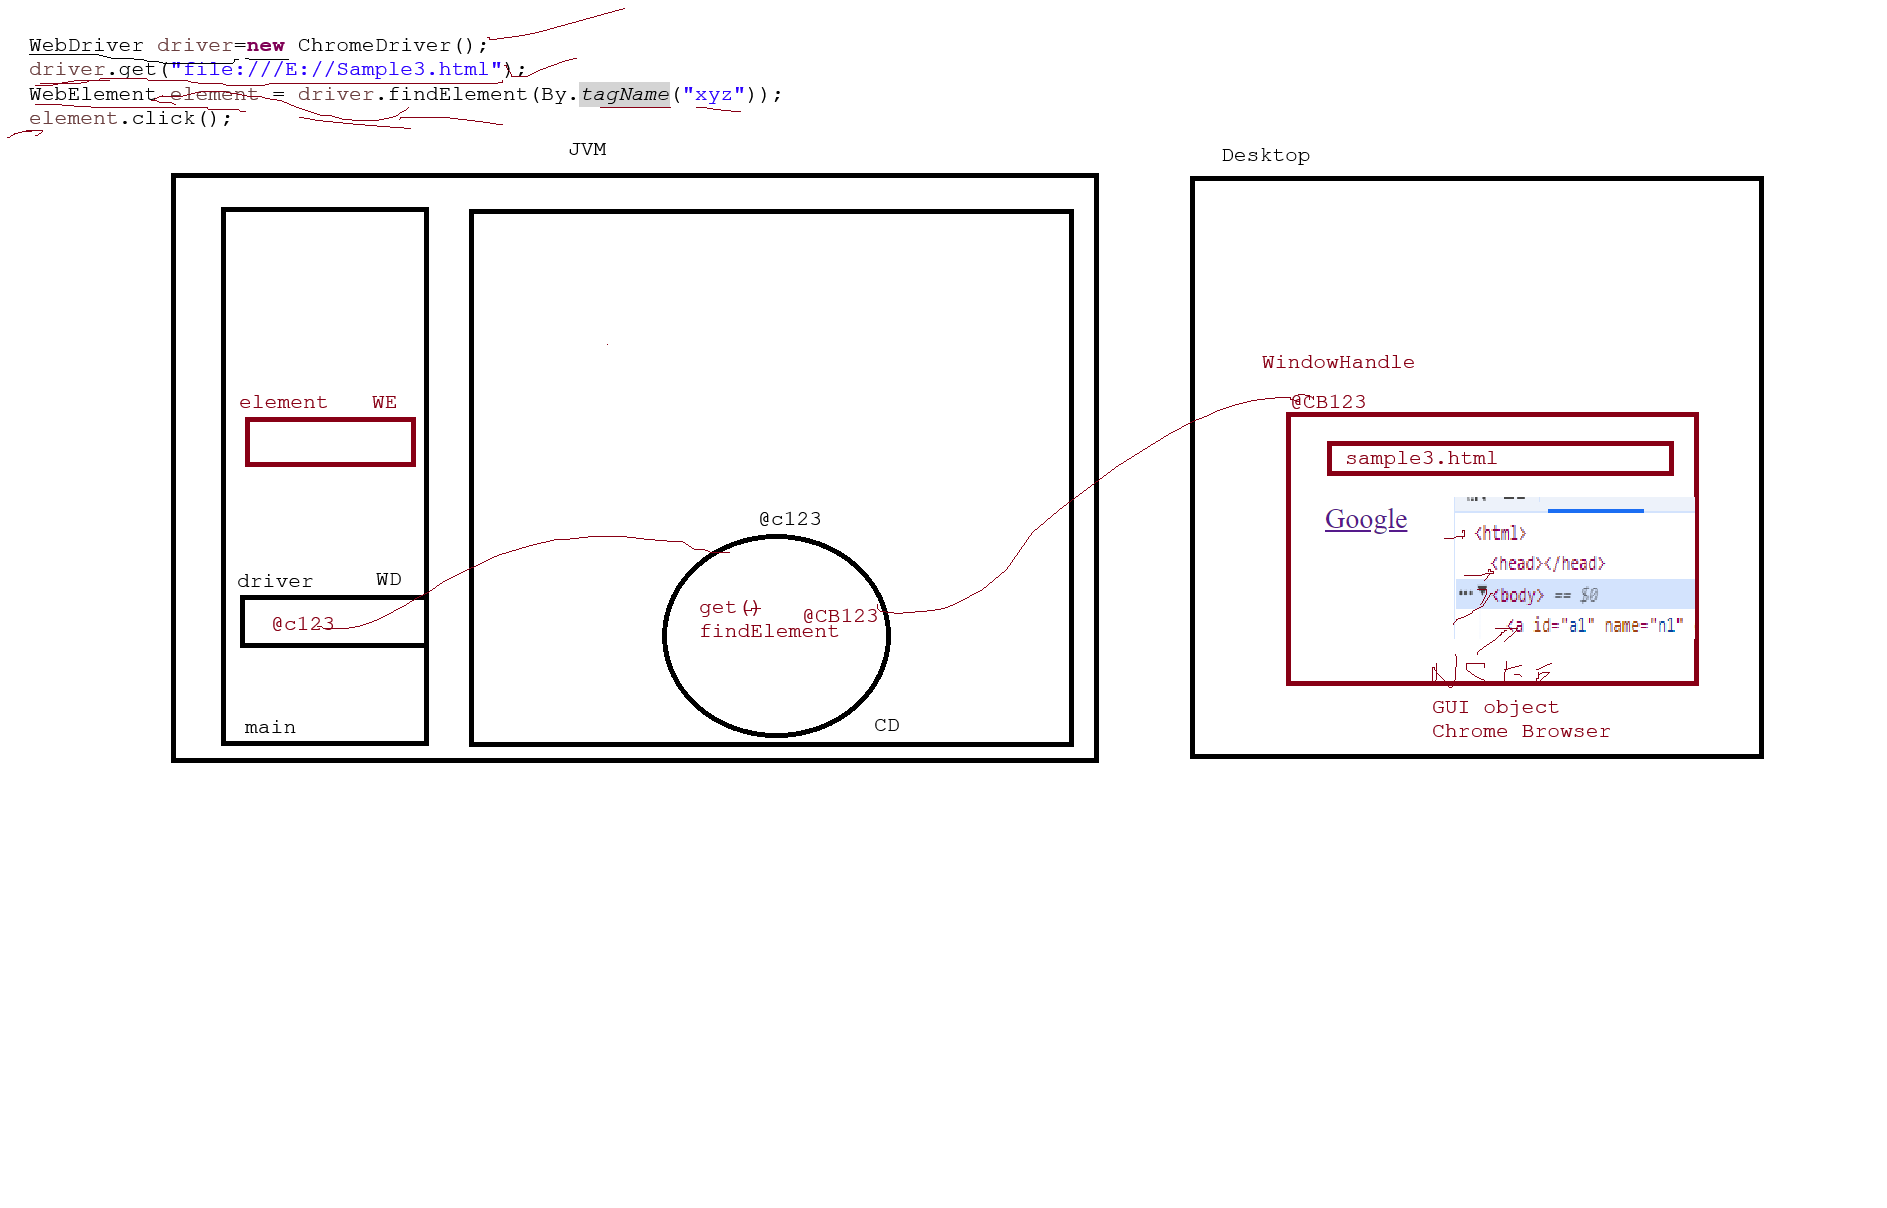 WebDriver driver=new ChromeDriver();
driver.get("file:///E://Sample3.html");
WebElement element = driver.findElement(By.tagName("xyz"));
element.click();
JVM
Desktop
WindowHandle
@CB123
element WE
sample3.html
Google
@c123
<html>
<head></head>
driver WD
<body> == $0
@c123
get()
@CB123
findElement
<a id="a1" name="n1"
main
CD
GUI object
Chrome Browser